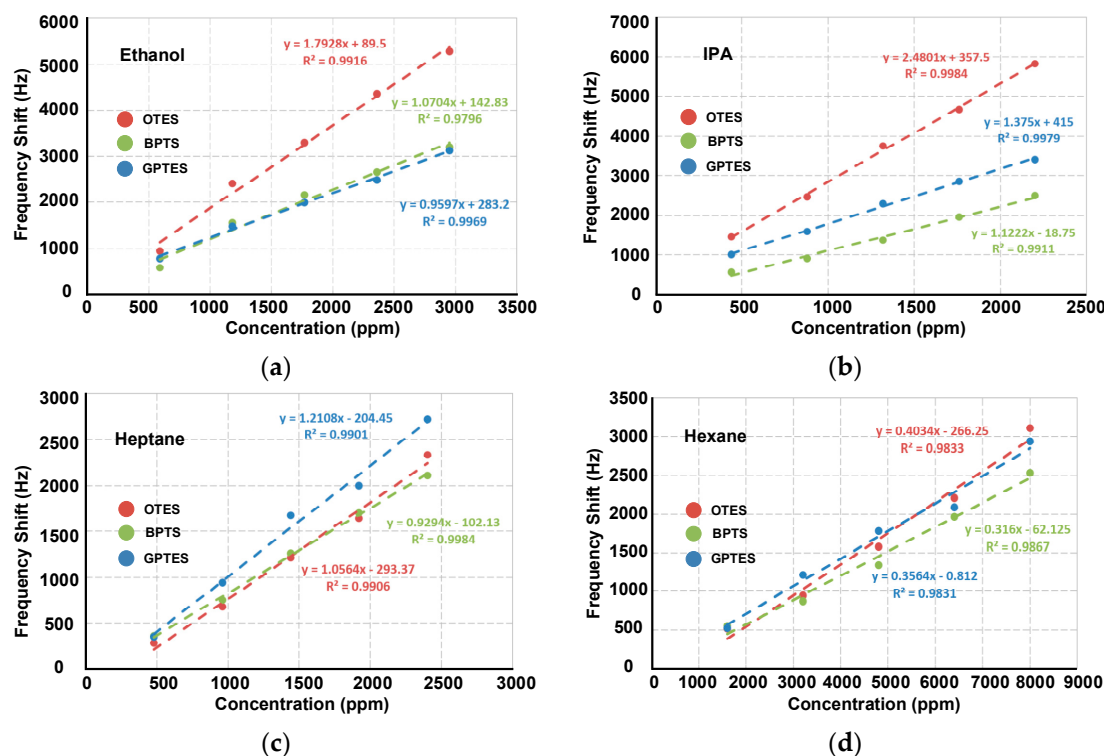 Frequency Shift (Hz)
6000
5000
4000
3000
2000
1000
0
Ethanol
OTES
BPTS
GPTES
y = 1.7928x + 89.5
R² = 0.9916
y = 1.0704x + 142.83
R² = 0.9796
y = 0.9597x + 283.2
R² = 0.9969
0 500 1000 1500 2000 2500 3000 3500
Concentration (ppm)
(a)
Frequency Shift (Hz)
7000
6000
5000
4000
3000
2000
1000
0
IPA
OTES
BPTS
GPTES
y = 2.4801x + 357.5
R² = 0.9984
y = 1.375x + 415
R² = 0.9979
y = 1.1222x - 18.75
R² = 0.9911
0 500 1000 1500 2000 2500
Concentration (ppm)
(b)
Frequency Shift (Hz)
3000
2500
2000
1500
1000
500
0
Heptane
OTES
BPTS
GPTES
y = 1.2108x - 204.45
R² = 0.9901
y = 0.9294x - 102.13
R² = 0.9984
y = 1.0564x - 293.37
R² = 0.9906
0 500 1000 1500 2000 2500 3000
Concentration (ppm)
(c)
Frequency Shift (Hz)
3500
3000
2500
2000
1500
1000
500
0
Hexane
OTES
BPTS
GPTES
y = 0.4034x - 266.25
R² = 0.9833
y = 0.316x - 62.125
R² = 0.9867
y = 0.3564x - 0.812
R² = 0.9831
0 1000 2000 3000 4000 5000 6000 7000 8000 9000
Concentration (ppm)
(d)